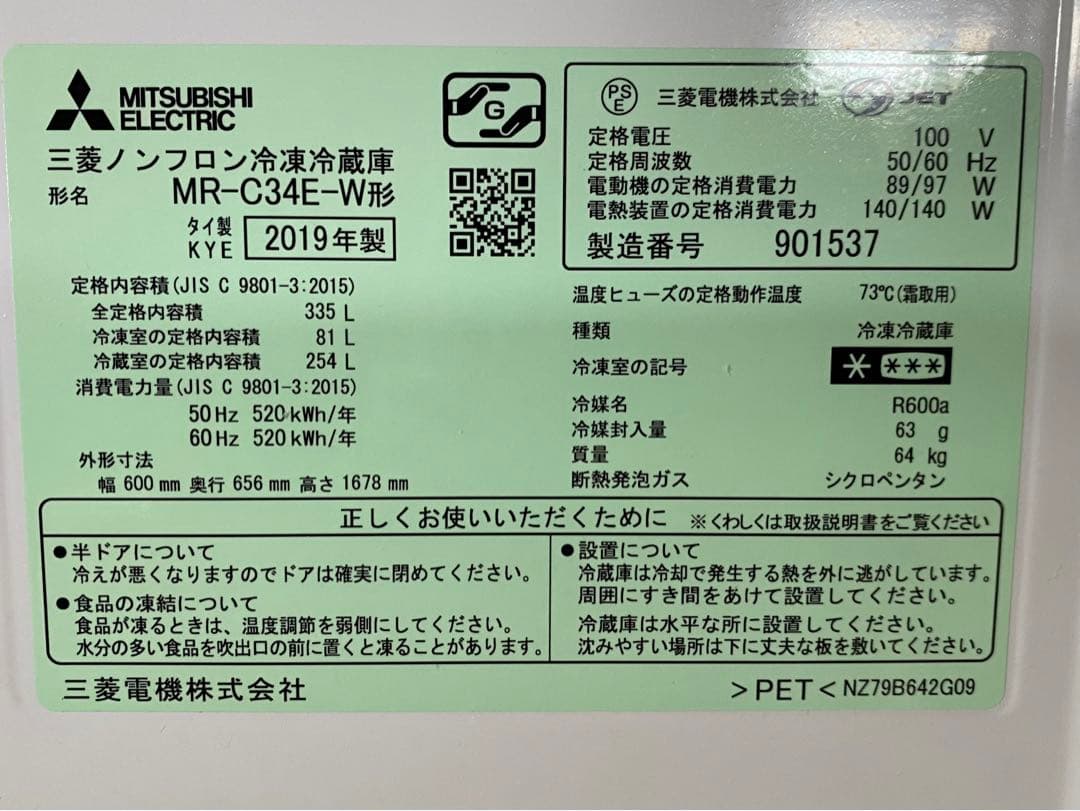 MITSUBISHI
ELECTRIC
三菱ノンフロン冷凍冷蔵庫
形名 MR-C34E-W形
タイ製
KYE 2019年製
G
定格内容積(JIS C 9801-3:2015)
全定格内容積 335 L
冷凍室の定格内容積 81 L
冷蔵室の定格内容積 254 L
消費電力量(JIS C 9801-3:2015)
50Hz 520kWh/年
60Hz 520kWh/年
外形寸法
幅 600mm 奥行 656mm 高さ 1678mm
PS
E 三菱電機株式会社 JET
定格電圧 100 V
定格周波数 50/60 Hz
電動機の定格消費電力 89/97 W
電熱装置の定格消費電力 140/140 W
製造番号 901537
温度ヒューズの定格動作温度 73℃(霜取用)
種類 冷凍冷蔵庫
冷凍室の記号 * ***
冷媒名 R600a
冷媒封入量 63 g
質量 64 kg
断熱発泡ガス シクロペンタン
正しくお使いいただくために ※くわしくは取扱説明書をご覧ください
●半ドアについて
冷えが悪くなりますのでドアは確実に閉めてください。
●食品の凍結について
食品が凍るときは、温度調節を弱側にしてください。
水分の多い食品を吹出口の前に置くと凍ることがあります。
●設置について
冷蔵庫は冷却で発生する熱を外に逃がしています。
周囲にすき間をあけて設置してください。
冷蔵庫は水平な所に設置してください。
沈みやすい場所は下に丈夫な板を敷いてください。
三菱電機株式会社
>PET< NZ79B642G09